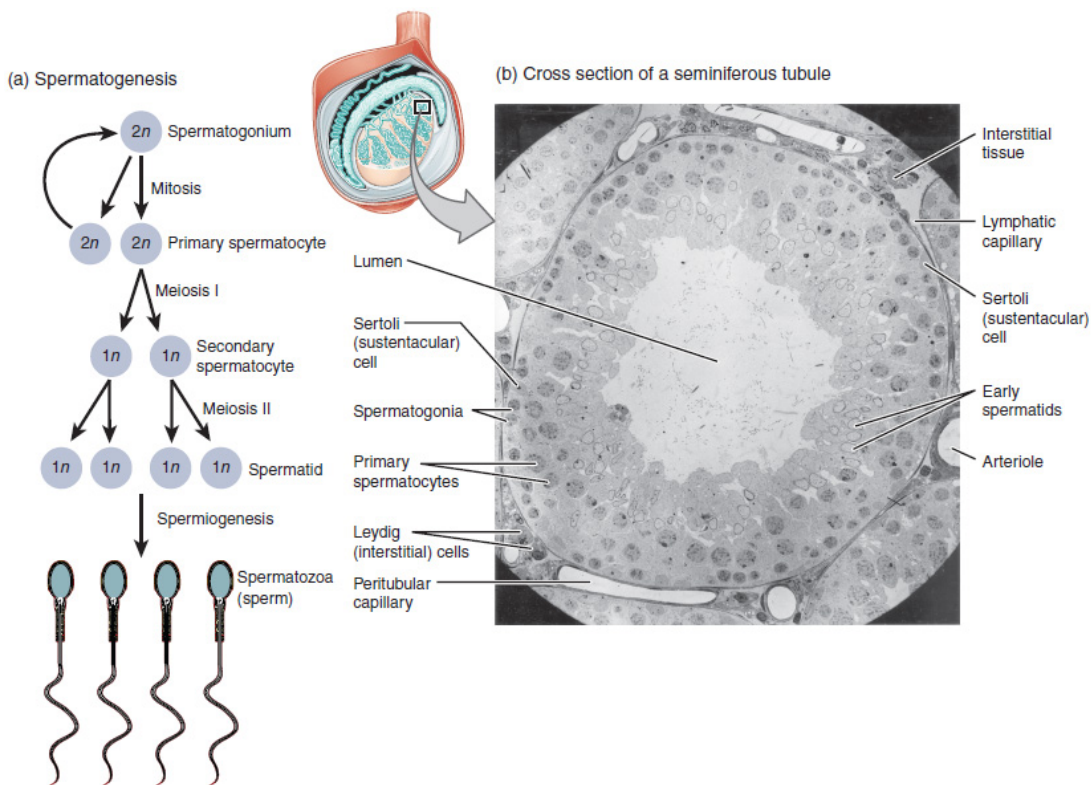 (a) Spermatogenesis
2n Spermatogonium
Mitosis
2n 2n Primary spermatocyte
Meiosis I
1n 1n Secondary
spermatocyte
Meiosis II
1n 1n 1n 1n Spermatid
Spermiogenesis
Spermatozoa
(sperm)
(b) Cross section of a seminiferous tubule
Lumen
Sertoli
(sustentacular)
cell
Spermatogonia
Primary
spermatocytes
Leydig
(interstitial) cells
Peritubular
capillary
Interstitial
tissue
Lymphatic
capillary
Sertoli
(sustentacular)
cell
Early
spermatids
Arteriole